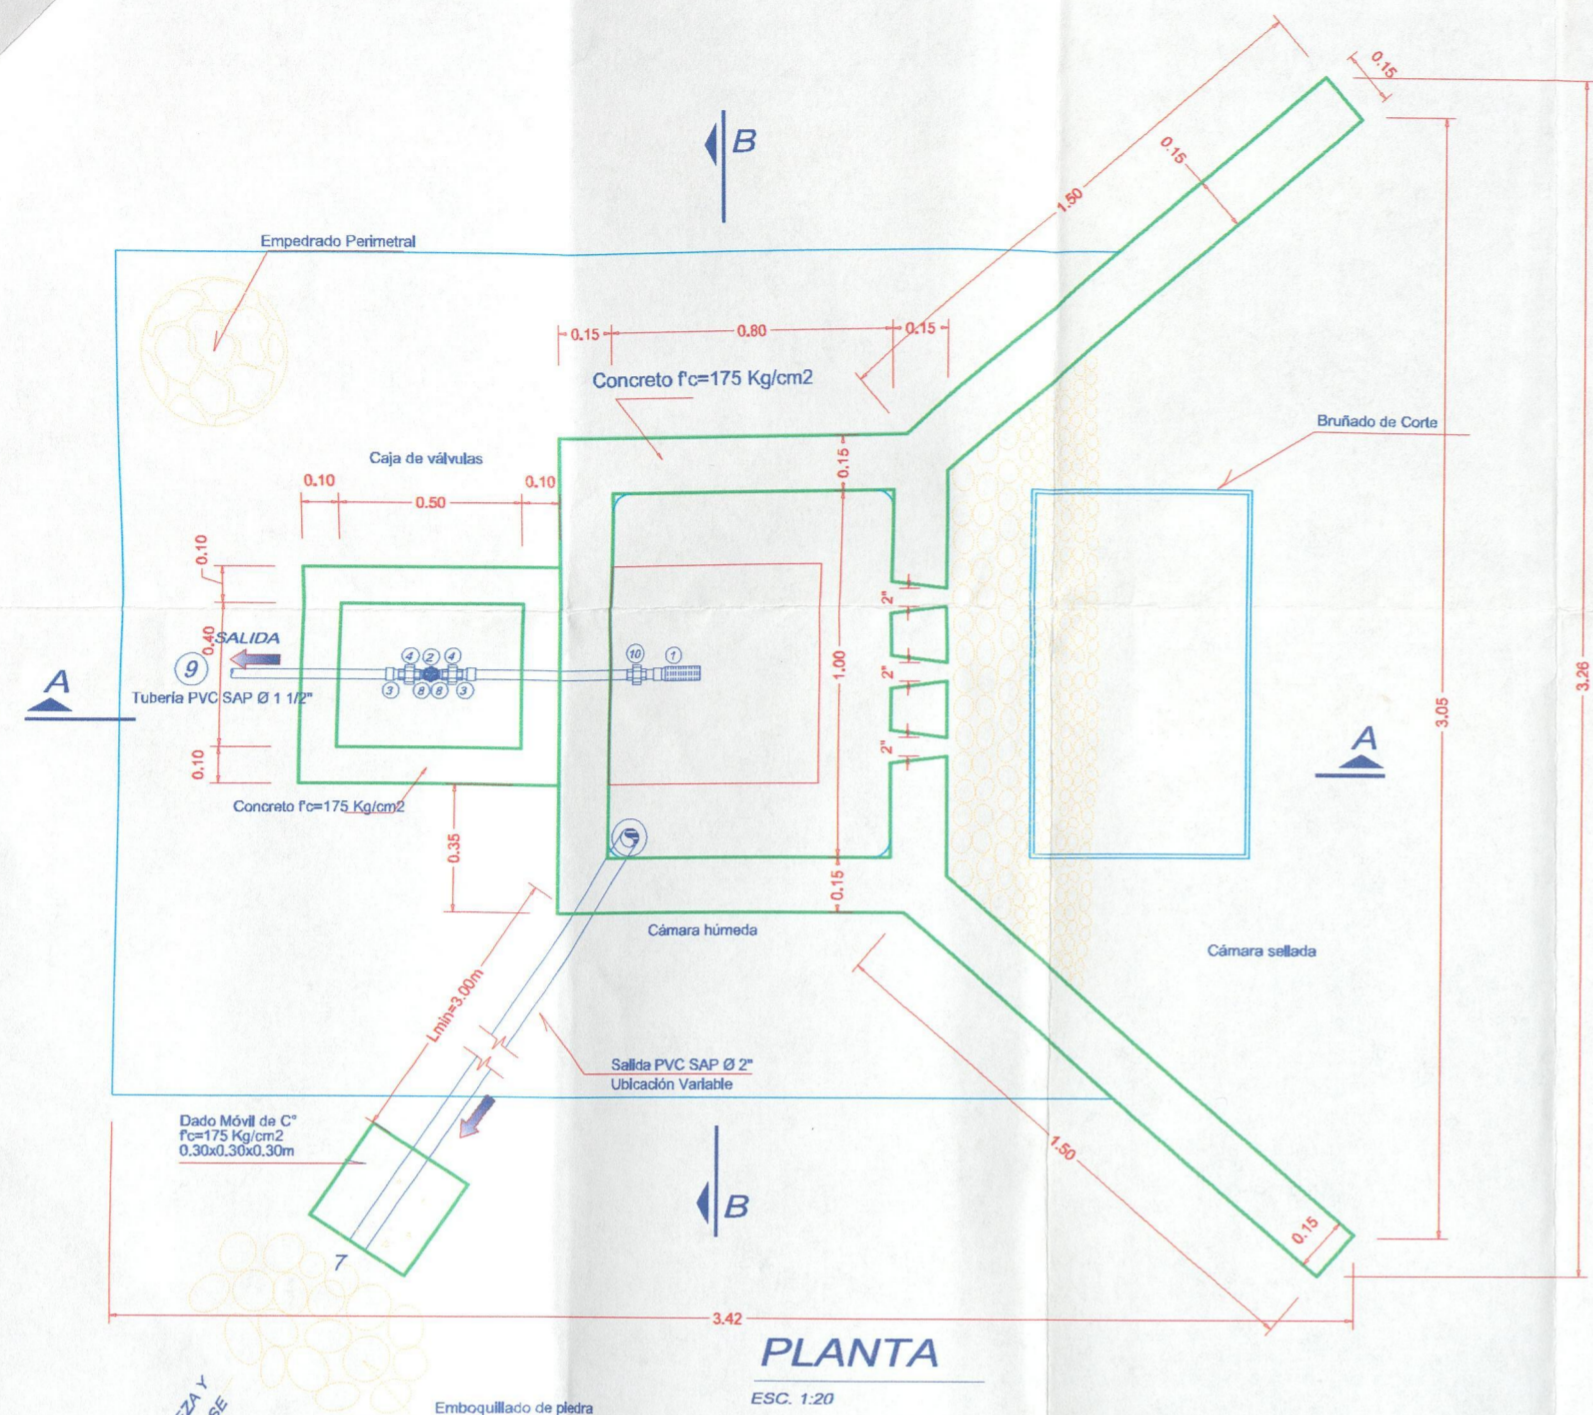 0.15
1.50
0.15
B
Empedrado Perimetral
0.15
0.80
0.15
Concreto f'c=175 Kg/cm2
0.15
Bruñado de Corte
Caja de válvulas
0.10
0.50
0.10
0.10
0.40
0.10
SALIDA
9
Tubería PVC SAP Ø 1 1/2"
A
4
2
4
3
8
8
3
10
1
1.00
2"
2"
2"
3.05
3.26
A
Concreto f'c=175 Kg/cm2
0.35
0.15
Cámara húmeda
Cámara sellada
Lmin=3.00m
Salida PVC SAP Ø 2"
Ubicación Variable
Dado Móvil de C°
f'c=175 Kg/cm2
0.30x0.30x0.30m
7
1.50
B
0.15
3.42
PLANTA
ESC. 1:20
Emboquillado de piedra